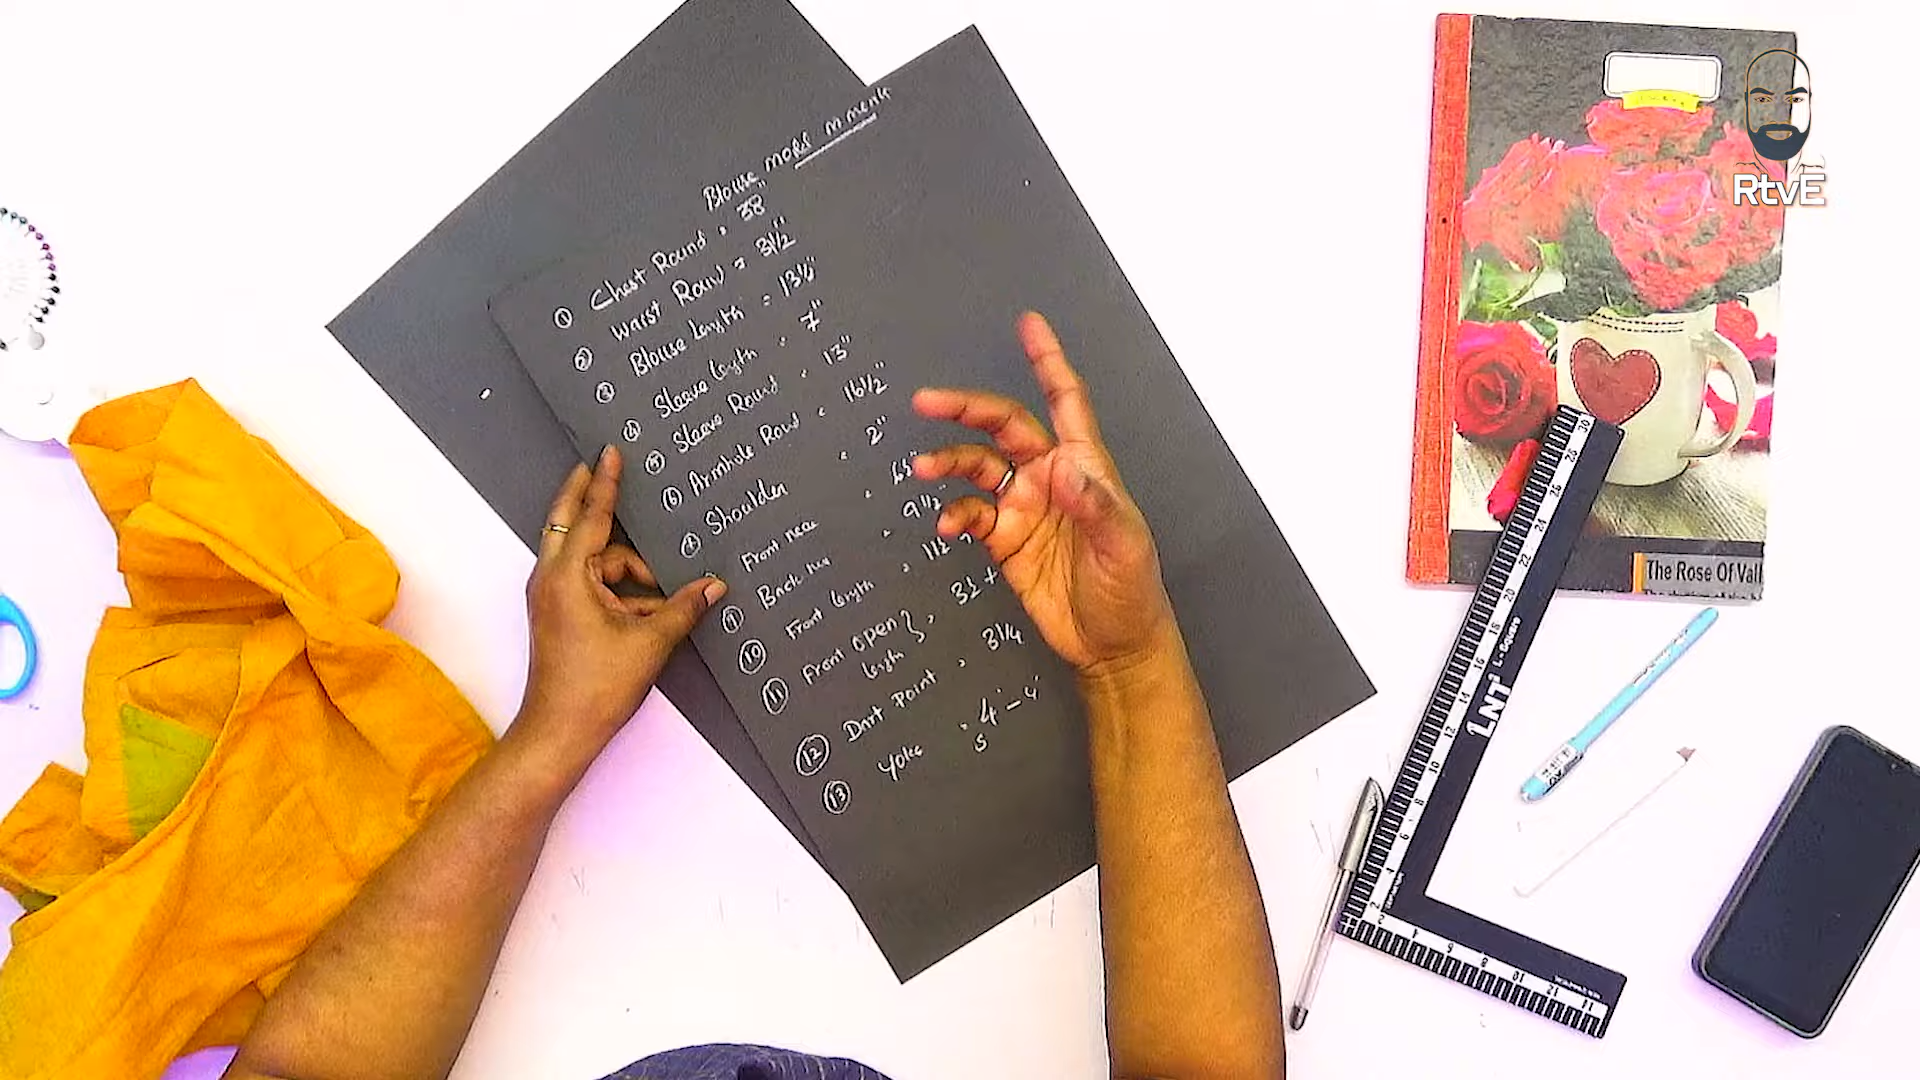 Blouse model m ment
① Chest Round = 38"
② Waist Round = 31½"
③ Blouse length = 13½"
④ Sleeve length = 7"
⑤ Sleeve Round = 13"
⑥ Armhole Round = 16½"
⑦ Shoulder = 2"
Front neck = 6½"
⑨ Back neck = 9½"
⑩ Front length = 11½
⑪ Front open } = 3½ +
length
⑫ Dart Point = 3¼
⑬ Yoke = 4" - 4"
5
RtvE
The Rose Of Vall
LNT L-Square